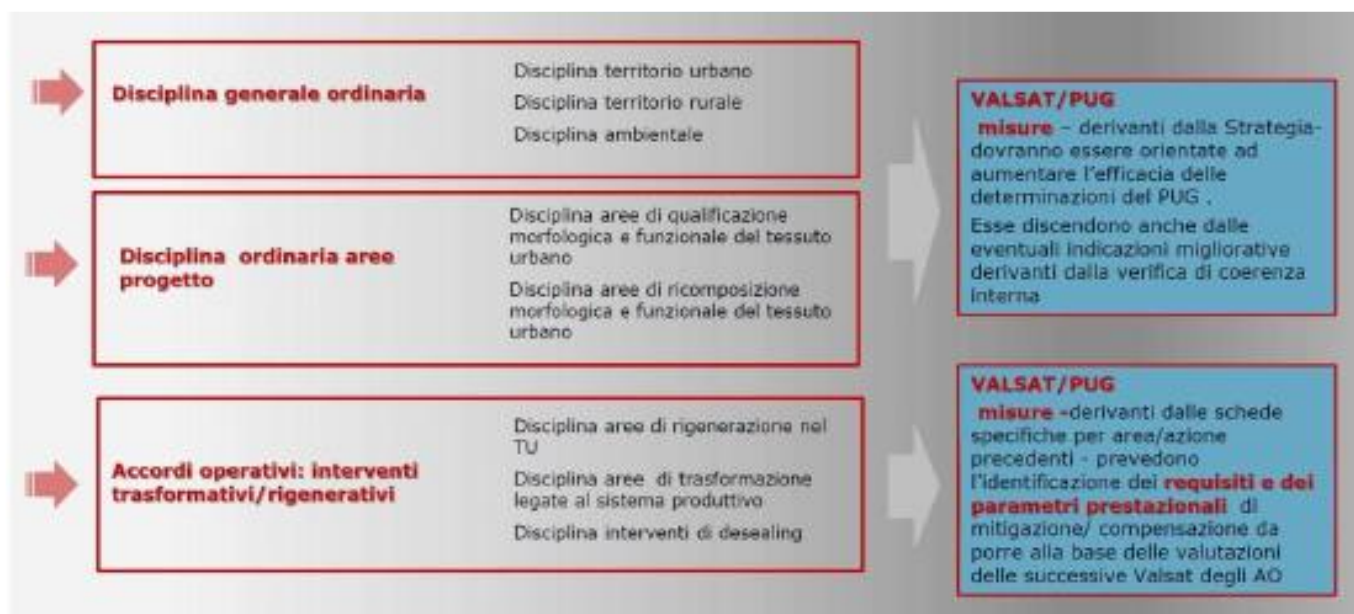 Disciplina generale ordinaria
Disciplina territorio urbano
Disciplina territorio rurale
Disciplina ambientale
Disciplina ordinaria aree
progetto
Disciplina aree di qualificazione
morfologica e funzionale del tessuto
urbano
Disciplina aree di ricomposizione
morfologica e funzionale del tessuto
urbano
Accordi operativi: interventi
trasformativi/rigenerativi
Disciplina aree di rigenerazione nel
TU
Disciplina aree di trasformazione
legate al sistema produttivo
Disciplina interventi di desealing
VALSAT/PUG
misure – derivanti dalla Strategia-
dovranno essere orientate ad
aumentare l'efficacia delle
determinazioni del PUG .
Esse discendono anche dalle
eventuali indicazioni migliorative
derivanti dalla verifica di coerenza
interna
VALSAT/PUG
misure -derivanti dalle schede
specifiche per area/azione
precedenti - prevedono
l'identificazione dei requisiti e dei
parametri prestazionali di
mitigazione/ compensazione da
porre alla base delle valutazioni
delle successive Valsat degli AO